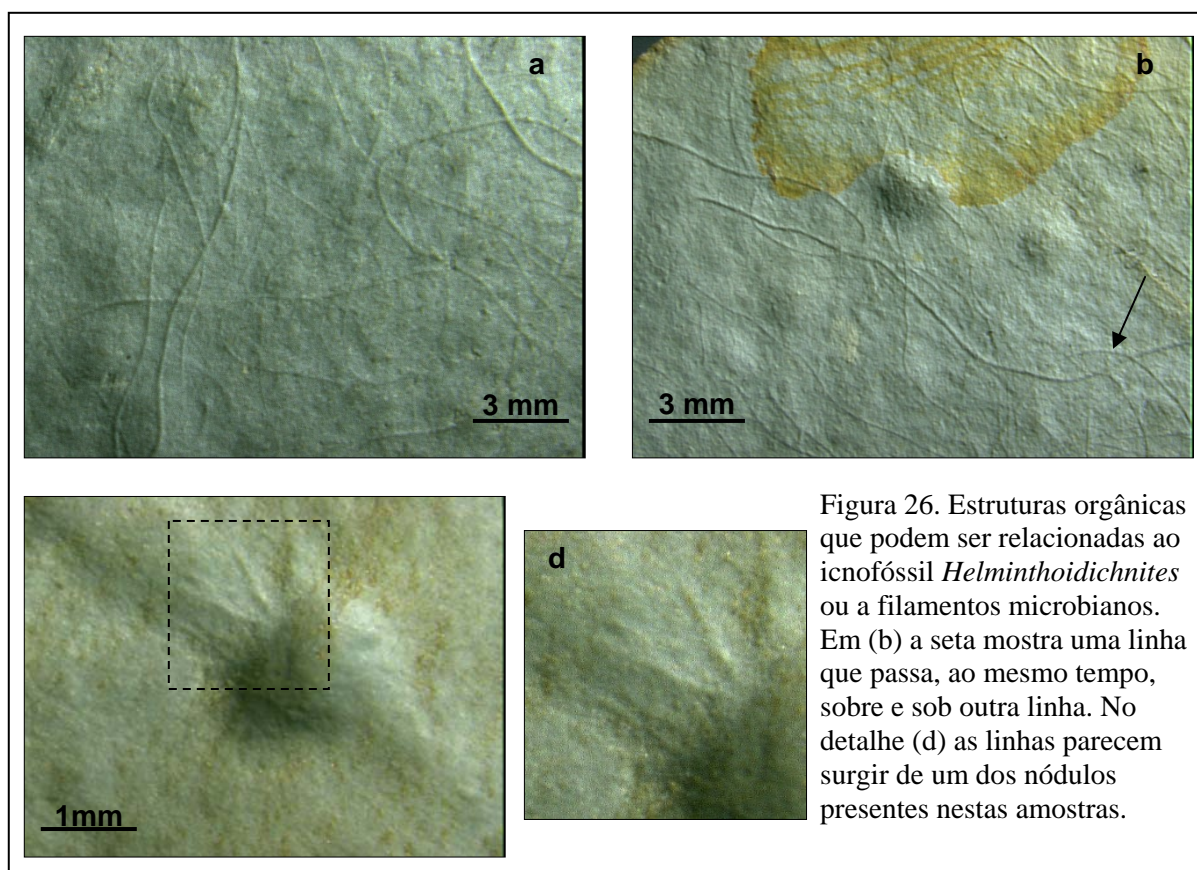 a
3 mm
b
3 mm
1mm
d
Figura 26. Estruturas orgânicas
que podem ser relacionadas ao
icnofóssil Helminthoidichnites
ou a filamentos microbianos.
Em (b) a seta mostra uma linha
que passa, ao mesmo tempo,
sobre e sob outra linha. No
detalhe (d) as linhas parecem
surgir de um dos nódulos
presentes nestas amostras.